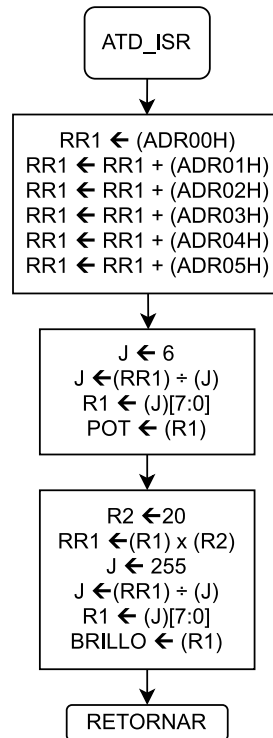 ATD_ISR
RR1 ← (ADR00H)
RR1 ← RR1 + (ADR01H)
RR1 ← RR1 + (ADR02H)
RR1 ← RR1 + (ADR03H)
RR1 ← RR1 + (ADR04H)
RR1 ← RR1 + (ADR05H)
J ← 6
J ←(RR1) ÷ (J)
R1 ← (J)[7:0]
POT ← (R1)
R2 ←20
RR1 ←(R1) x (R2)
J ← 255
J ←(RR1) ÷ (J)
R1 ← (J)[7:0]
BRILLO ← (R1)
RETORNAR